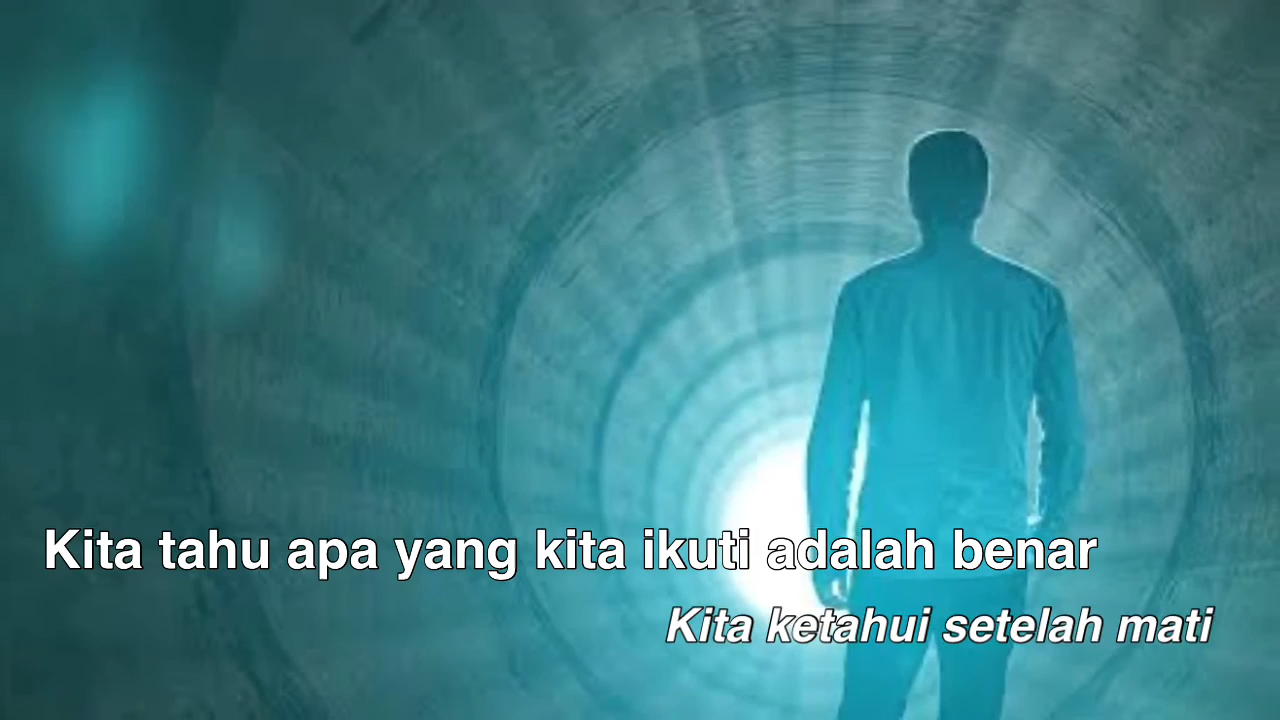 Kita tahu apa yang kita ikuti adalah benar
Kita ketahui setelah mati